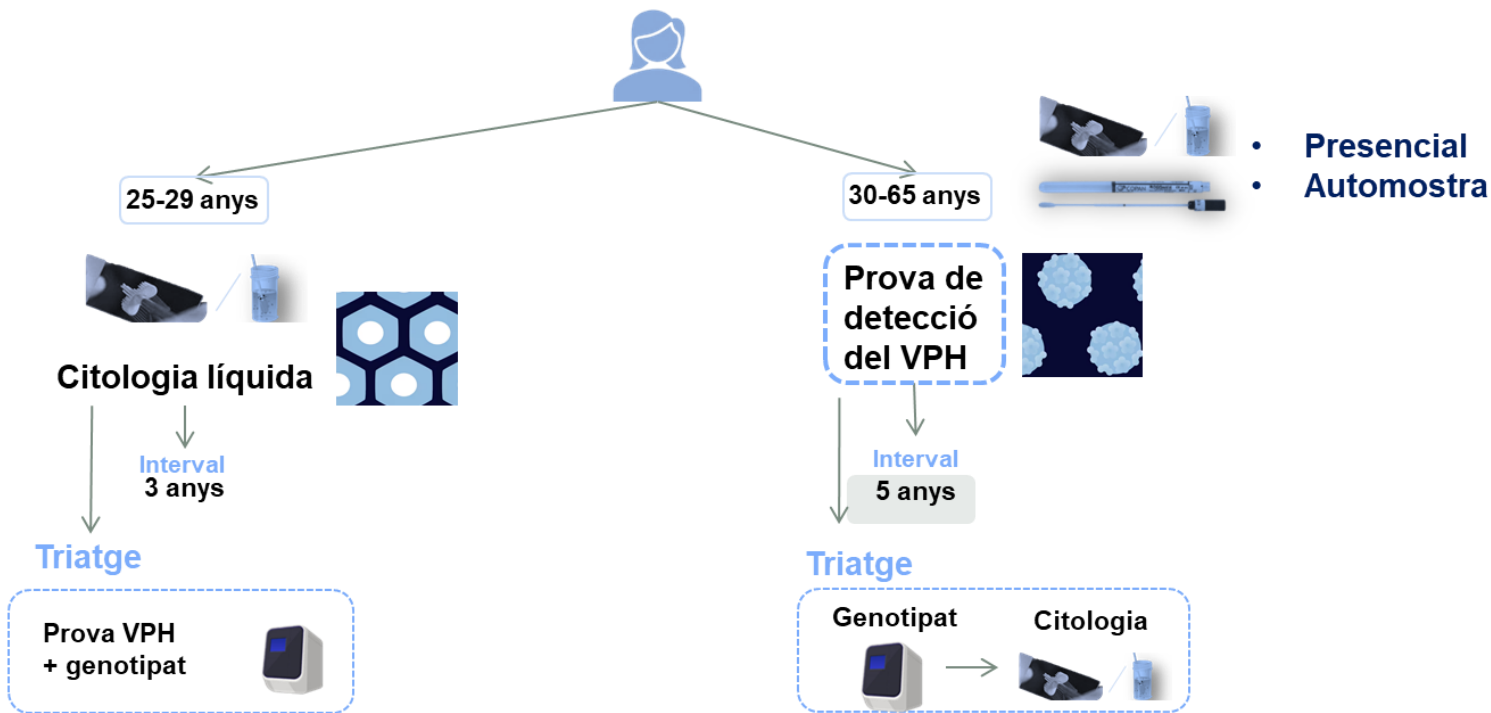 25-29 anys
Citologia líquida
Interval
3 anys
Triatge
Prova VPH
+ genotipat
30-65 anys
• Presencial
• Automostra
Prova de
detecció
del VPH
Interval
5 anys
Triatge
Genotipat
Citologia